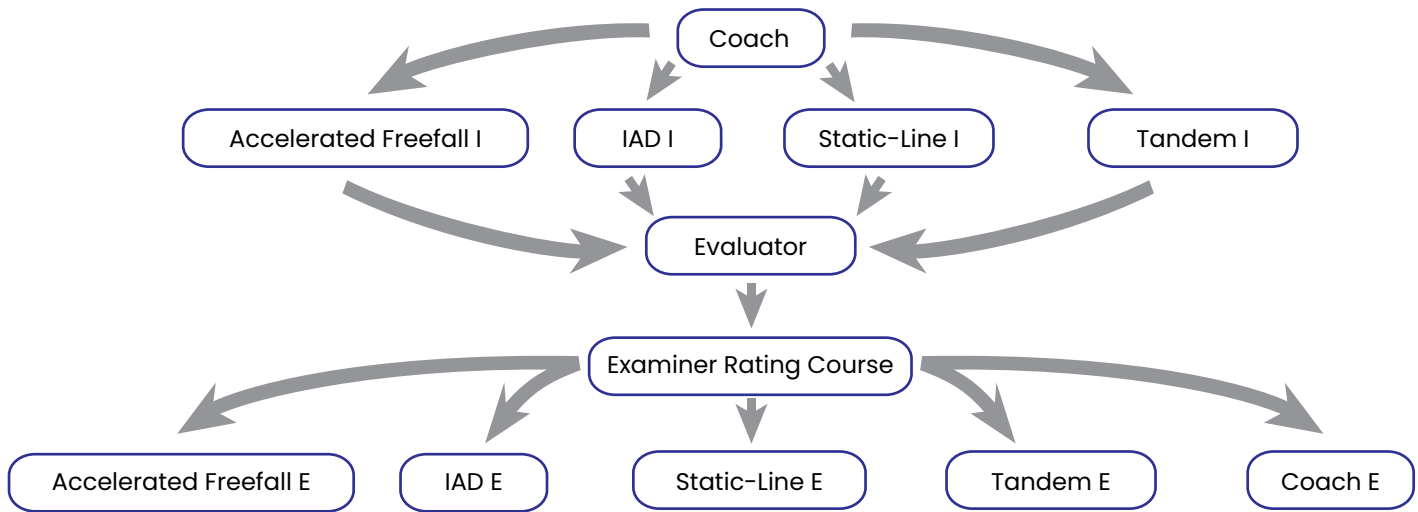 Coach
Accelerated Freefall I
IAD I
Static-Line I
Tandem I
Evaluator
Examiner Rating Course
Accelerated Freefall E
IAD E
Static-Line E
Tandem E
Coach E